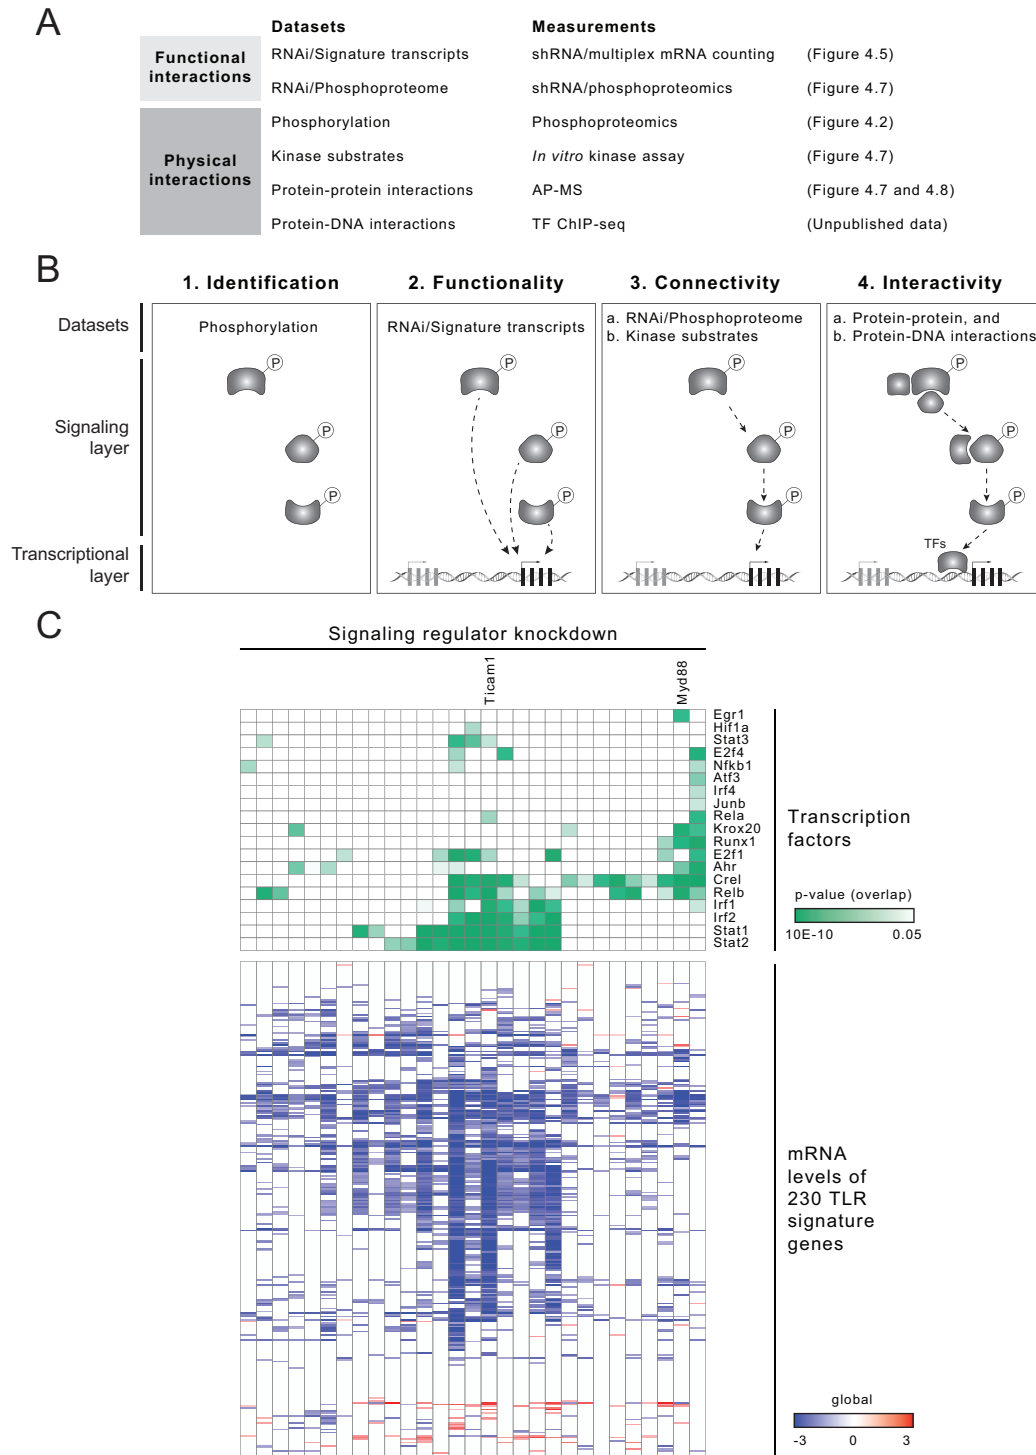 A
Datasets Measurements
Functional interactions
RNAi/Signature transcripts shRNA/multiplex mRNA counting (Figure 4.5)
RNAi/Phosphoproteome shRNA/phosphoproteomics (Figure 4.7)
Physical interactions
Phosphorylation Phosphoproteomics (Figure 4.2)
Kinase substrates In vitro kinase assay (Figure 4.7)
Protein-protein interactions AP-MS (Figure 4.7 and 4.8)
Protein-DNA interactions TF ChIP-seq (Unpublished data)
B
1. Identification 2. Functionality 3. Connectivity 4. Interactivity
Datasets
Phosphorylation
RNAi/Signature transcripts
a. RNAi/Phosphoproteome
b. Kinase substrates
a. Protein-protein, and
b. Protein-DNA interactions
Signaling
layer
P P P P
P P P P
P P P P
Transcriptional
layer
TFs
C
Signaling regulator knockdown
Ticam1
Myd88
Egr1
Hif1a
Stat3
E2f4
Nfkb1
Atf3
Irf4
Junb
Rela
Krox20
Runx1
E2f1
Ahr
Crel
Relb
Irf1
Irf2
Stat1
Stat2
Transcription
factors
p-value (overlap)
10E-10 0.05
mRNA
levels of
230 TLR
signature
genes
global
-3 0 3